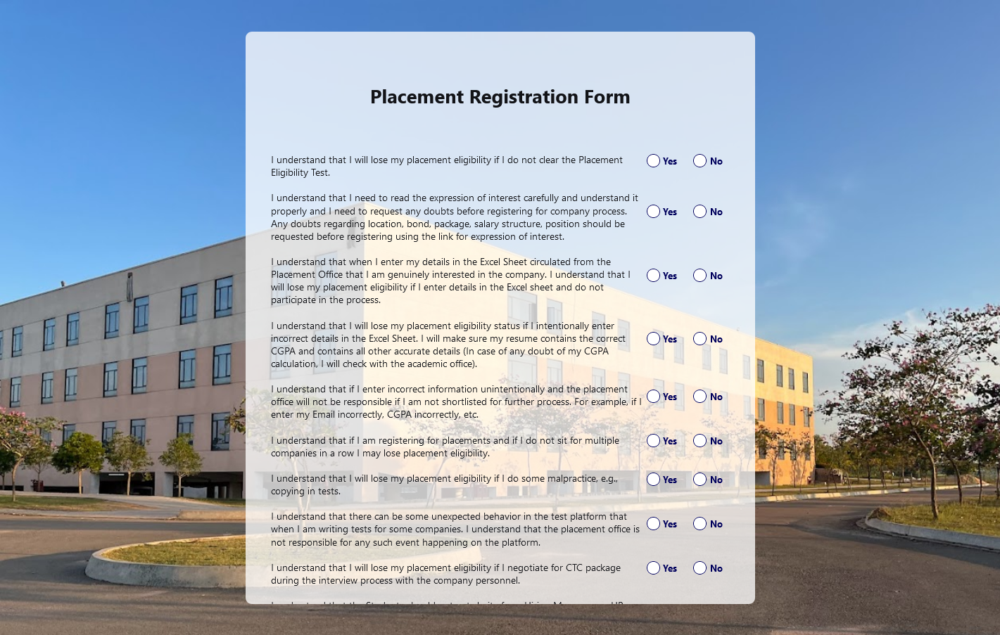 Placement Registration Form
I understand that I will lose my placement eligibility if I do not clear the Placement
Eligibility Test.
Yes No
I understand that I need to read the expression of interest carefully and understand it
properly and I need to request any doubts before registering for company process.
Any doubts regarding location, bond, package, salary structure, position should be
requested before registering using the link for expression of interest.
Yes No
I understand that when I enter my details in the Excel Sheet circulated from the
Placement Office that I am genuinely interested in the company. I understand that I
will lose my placement eligibility if I enter details in the Excel sheet and do not
participate in the process.
Yes No
I understand that I will lose my placement eligibility status if I intentionally enter
incorrect details in the Excel Sheet. I will make sure my resume contains the correct
CGPA and contains all other accurate details (In case of any doubt of my CGPA
calculation, I will check with the academic office).
Yes No
I understand that if I enter incorrect information unintentionally and the placement
office will not be responsible if I am not shortlisted for further process. For example, if I
enter my Email incorrectly, CGPA incorrectly, etc.
Yes No
I understand that if I am registering for placements and if I do not sit for multiple
companies in a row I may lose placement eligibility.
Yes No
I understand that I will lose my placement eligibility if I do some malpractice, e.g.,
copying in tests.
Yes No
I understand that there can be some unexpected behavior in the test platform that
when I am writing tests for some companies. I understand that the placement office is
not responsible for any such event happening on the platform.
Yes No
I understand that I will lose my placement eligibility if I negotiate for CTC package
during the interview process with the company personnel.
Yes No